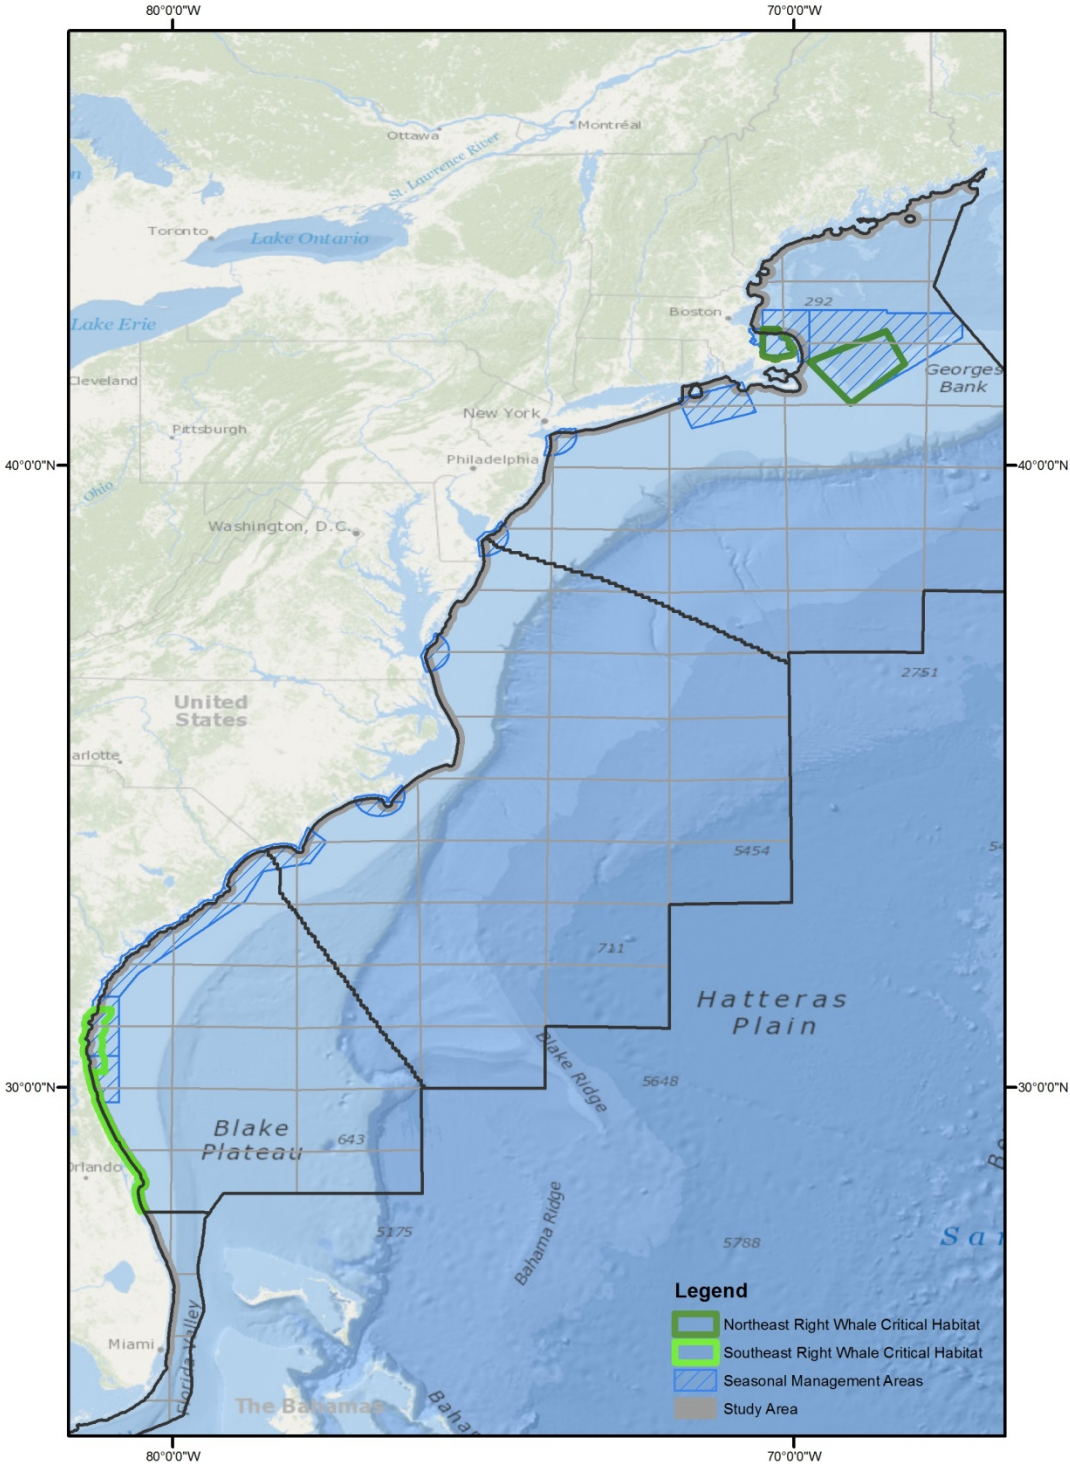 80°0'0"W
70°0'0"W
Ottawa
Montréal
St. Lawrence River
n
Toronto
Lake Ontario
Lake Erie
Boston
292
Georges
Bank
Cleveland
New York
Pittsburgh
Philadelphia
40°0'0"N
40°0'0"N
Ohio
Washington, D.C.
2751
United
States
arlotte
5454
54
711
Hatteras
Plain
Blake Ridge
5648
30°0'0"N
30°0'0"N
Blake
Plateau
643
Orlando
5175
Bahama Ridge
5788
Sar
Legend
Northeast Right Whale Critical Habitat
Southeast Right Whale Critical Habitat
Seasonal Management Areas
Study Area
Miami
Florida Valley
The Bahamas
Bahar
80°0'0"W
70°0'0"W